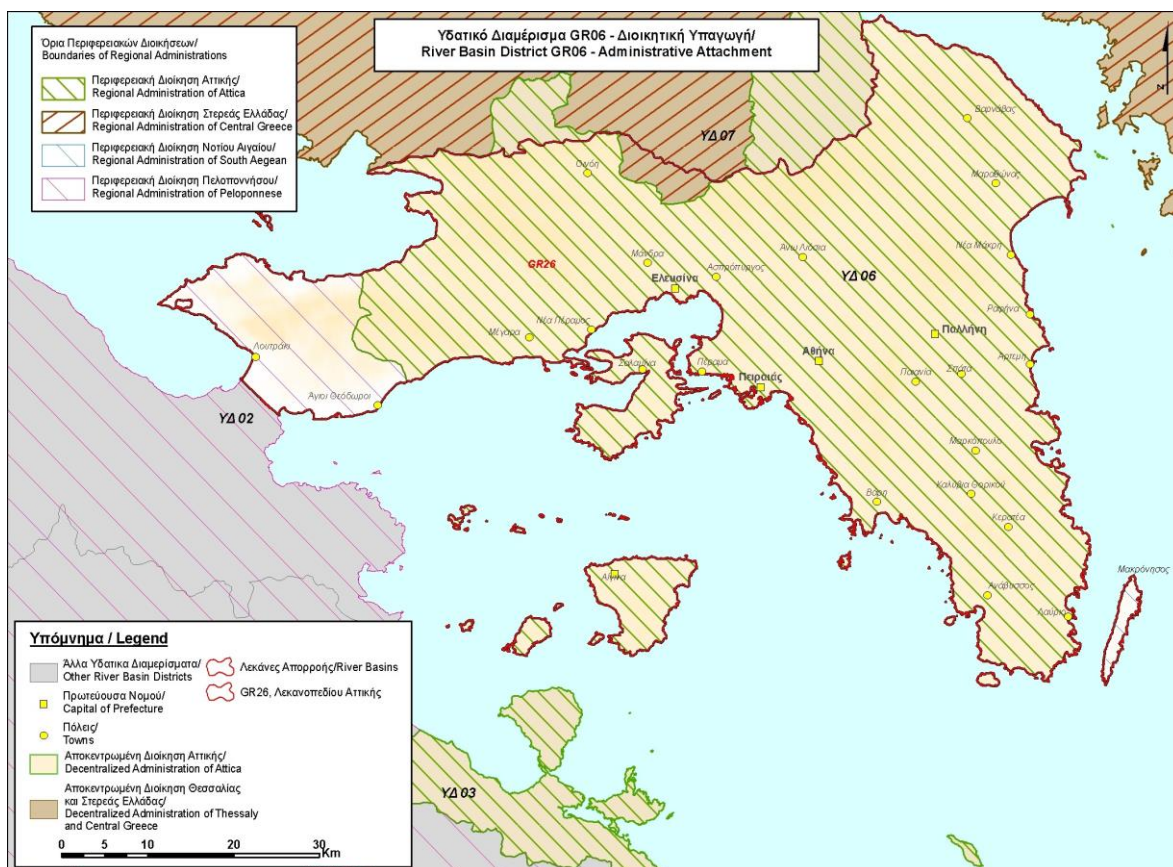 Υδατικό Διαμέρισμα GR06 - Διοικητική Υπαγωγή/
River Basin District GR06 - Administrative Attachment
Όρια Περιφερειακών Διοικήσεων/
Boundaries of Regional Administrations
Περιφερειακή Διοίκηση Αττικής/
Regional Administration of Attica
Περιφερειακή Διοίκηση Στερεάς Ελλάδας/
Regional Administration of Central Greece
Περιφερειακή Διοίκηση Νοτίου Αιγαίου/
Regional Administration of South Aegean
Περιφερειακή Διοίκηση Πελοποννήσου/
Regional Administration of Peloponnese
N
Βαρνάβας
ΥΔ 07
Οινόη
Μαραθώνας
Νέα Μάκρη
Άνω Λιόσια
Μάνδρα
GR26
Ασπρόπυργος
ΥΔ 06
Ελευσίνα
Ραφήνα
Νέα Πέραμος
Μέγαρα
Παλλήνη
Λουτράκι
Αθήνα
Αρτεμη
Σαλαμίνα
Πέραμα
Πειραιάς
Παιανία
Σπάτα
Άγιοι Θεόδωροι
ΥΔ 02
Μαρκόπουλο
Καλύβια Θορικού
Βάρη
Κερατέα
Μακρόνησος
Αίγινα
Ανάβυσσος
Λαύριο
ΥΔ 03
Υπόμνημα / Legend
Άλλα Υδατικα Διαμερίσματα/
Other River Basin Districts
Πρωτεύουσα Νομού/
Capital of Prefecture
Πόλεις/
Towns
Αποκεντρωμένη Διοίκηση Αττικής/
Decentralized Administration of Attica
Αποκεντρωμένη Διοίκηση Θεσσαλίας
και Στερεάς Ελλάδας/
Decentralized Administration of Thessaly
and Central Greece
Λεκάνες Απορροής/River Basins
GR26, Λεκανοπεδίου Αττικής
0 5 10 20 30
Km